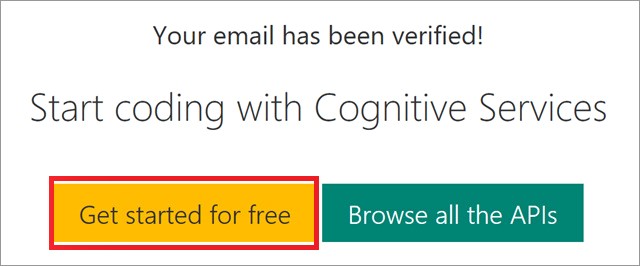 Your email has been verified!
Start coding with Cognitive Services
Get started for free
Browse all the APIs